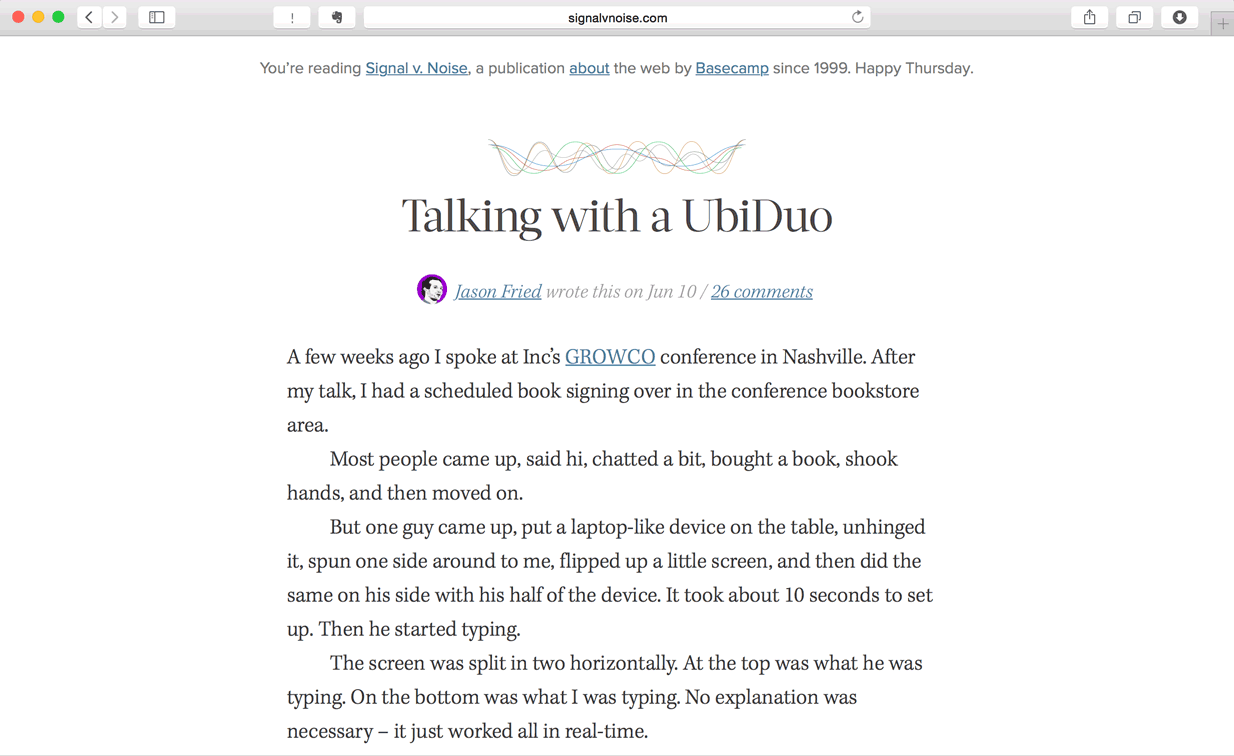 signalvnoise.com
You’re reading Signal v. Noise, a publication about the web by Basecamp since 1999. Happy Thursday.
Talking with a UbiDuo
Jason Fried wrote this on Jun 10 / 26 comments
A few weeks ago I spoke at Inc’s GROWCO conference in Nashville. After
my talk, I had a scheduled book signing over in the conference bookstore
area.
Most people came up, said hi, chatted a bit, bought a book, shook
hands, and then moved on.
But one guy came up, put a laptop-like device on the table, unhinged
it, spun one side around to me, flipped up a little screen, and then did the
same on his side with his half of the device. It took about 10 seconds to set
up. Then he started typing.
The screen was split in two horizontally. At the top was what he was
typing. On the bottom was what I was typing. No explanation was
necessary – it just worked all in real-time.